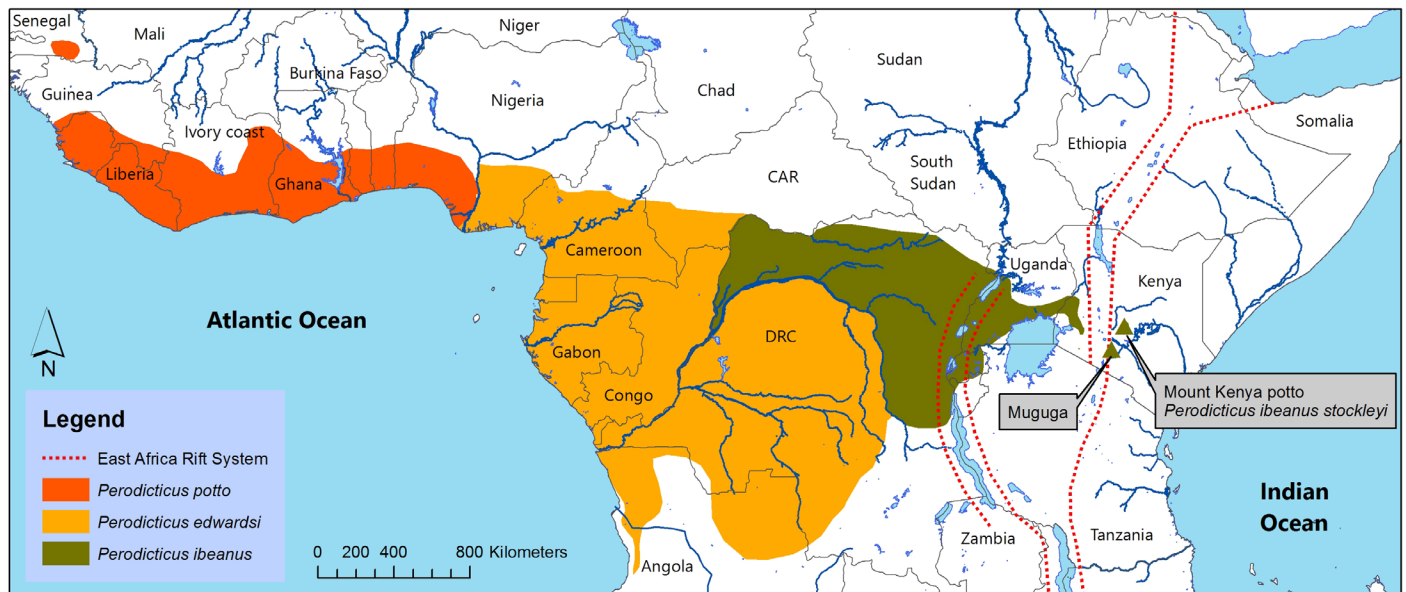 Senegal
Mali
Niger
Sudan
Burkina Faso
Guinea
Nigeria
Chad
Somalia
Ivory coast
Ethiopia
Liberia
Ghana
CAR
South
Sudan
Cameroon
Uganda
Kenya
Atlantic Ocean
DRC
Gabon
Congo
N
Mount Kenya potto
Perodicticus ibeanus stockleyi
Muguga
Legend
East Africa Rift System
Perodicticus potto
Perodicticus edwardsi
Perodicticus ibeanus
0 200 400 800 Kilometers
Indian
Ocean
Zambia
Tanzania
Angola